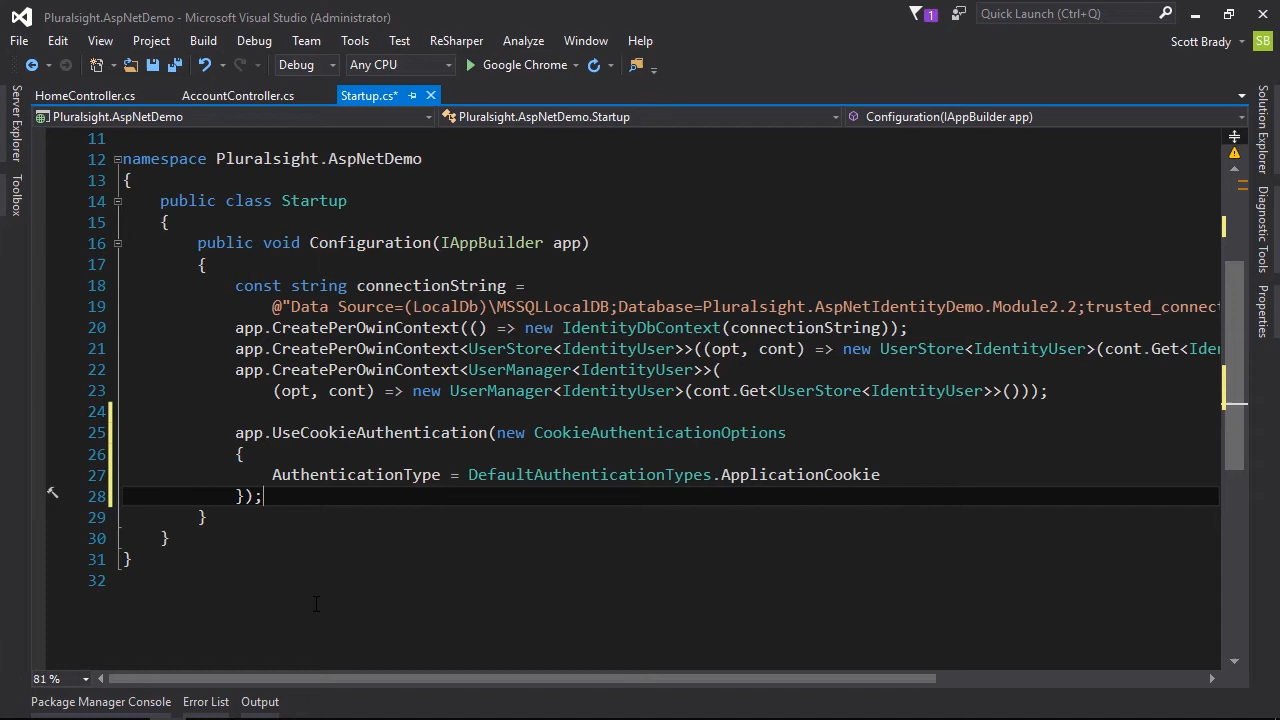 Pluralsight.AspNetDemo - Microsoft Visual Studio (Administrator)
1
Quick Launch (Ctrl+Q)
File Edit View Project Build Debug Team Tools Test ReSharper Analyze Window Help
Scott Brady SB
Debug Any CPU Google Chrome
HomeController.cs AccountController.cs Startup.cs*
Pluralsight.AspNetDemo Pluralsight.AspNetDemo.Startup Configuration(IAppBuilder app)
Server Explorer
Toolbox
11
12 namespace Pluralsight.AspNetDemo
13 {
14 public class Startup
15 {
16 public void Configuration(IAppBuilder app)
17 {
18 const string connectionString =
19 @"Data Source=(LocalDb)\MSSQLLocalDB;Database=Pluralsight.AspNetIdentityDemo.Module2.2;trusted_connect
20 app.CreatePerOwinContext(() => new IdentityDbContext(connectionString));
21 app.CreatePerOwinContext<UserStore<IdentityUser>>((opt, cont) => new UserStore<IdentityUser>(cont.Get<Iden
22 app.CreatePerOwinContext<UserManager<IdentityUser>>(
23 (opt, cont) => new UserManager<IdentityUser>(cont.Get<UserStore<IdentityUser>>()));
24
25 app.UseCookieAuthentication(new CookieAuthenticationOptions
26 {
27 AuthenticationType = DefaultAuthenticationTypes.ApplicationCookie
28 });
29 }
30 }
31 }
32
Solution Explorer
Diagnostic Tools
Properties
81 %
Package Manager Console Error List Output